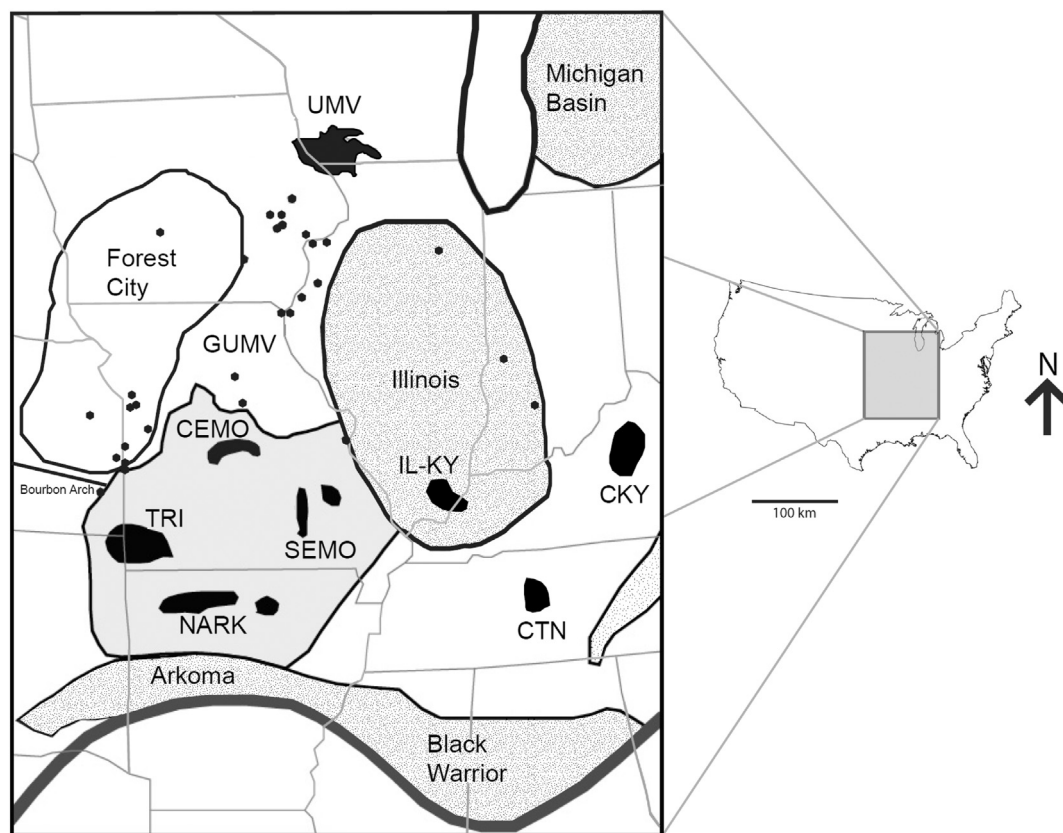 Michigan
Basin
UMV
Forest
City
GUMV
Illinois
N
CEMO
IL-KY
CKY
Bourbon Arch
100 km
TRI
SEMO
NARK
CTN
Arkoma
Black
Warrior